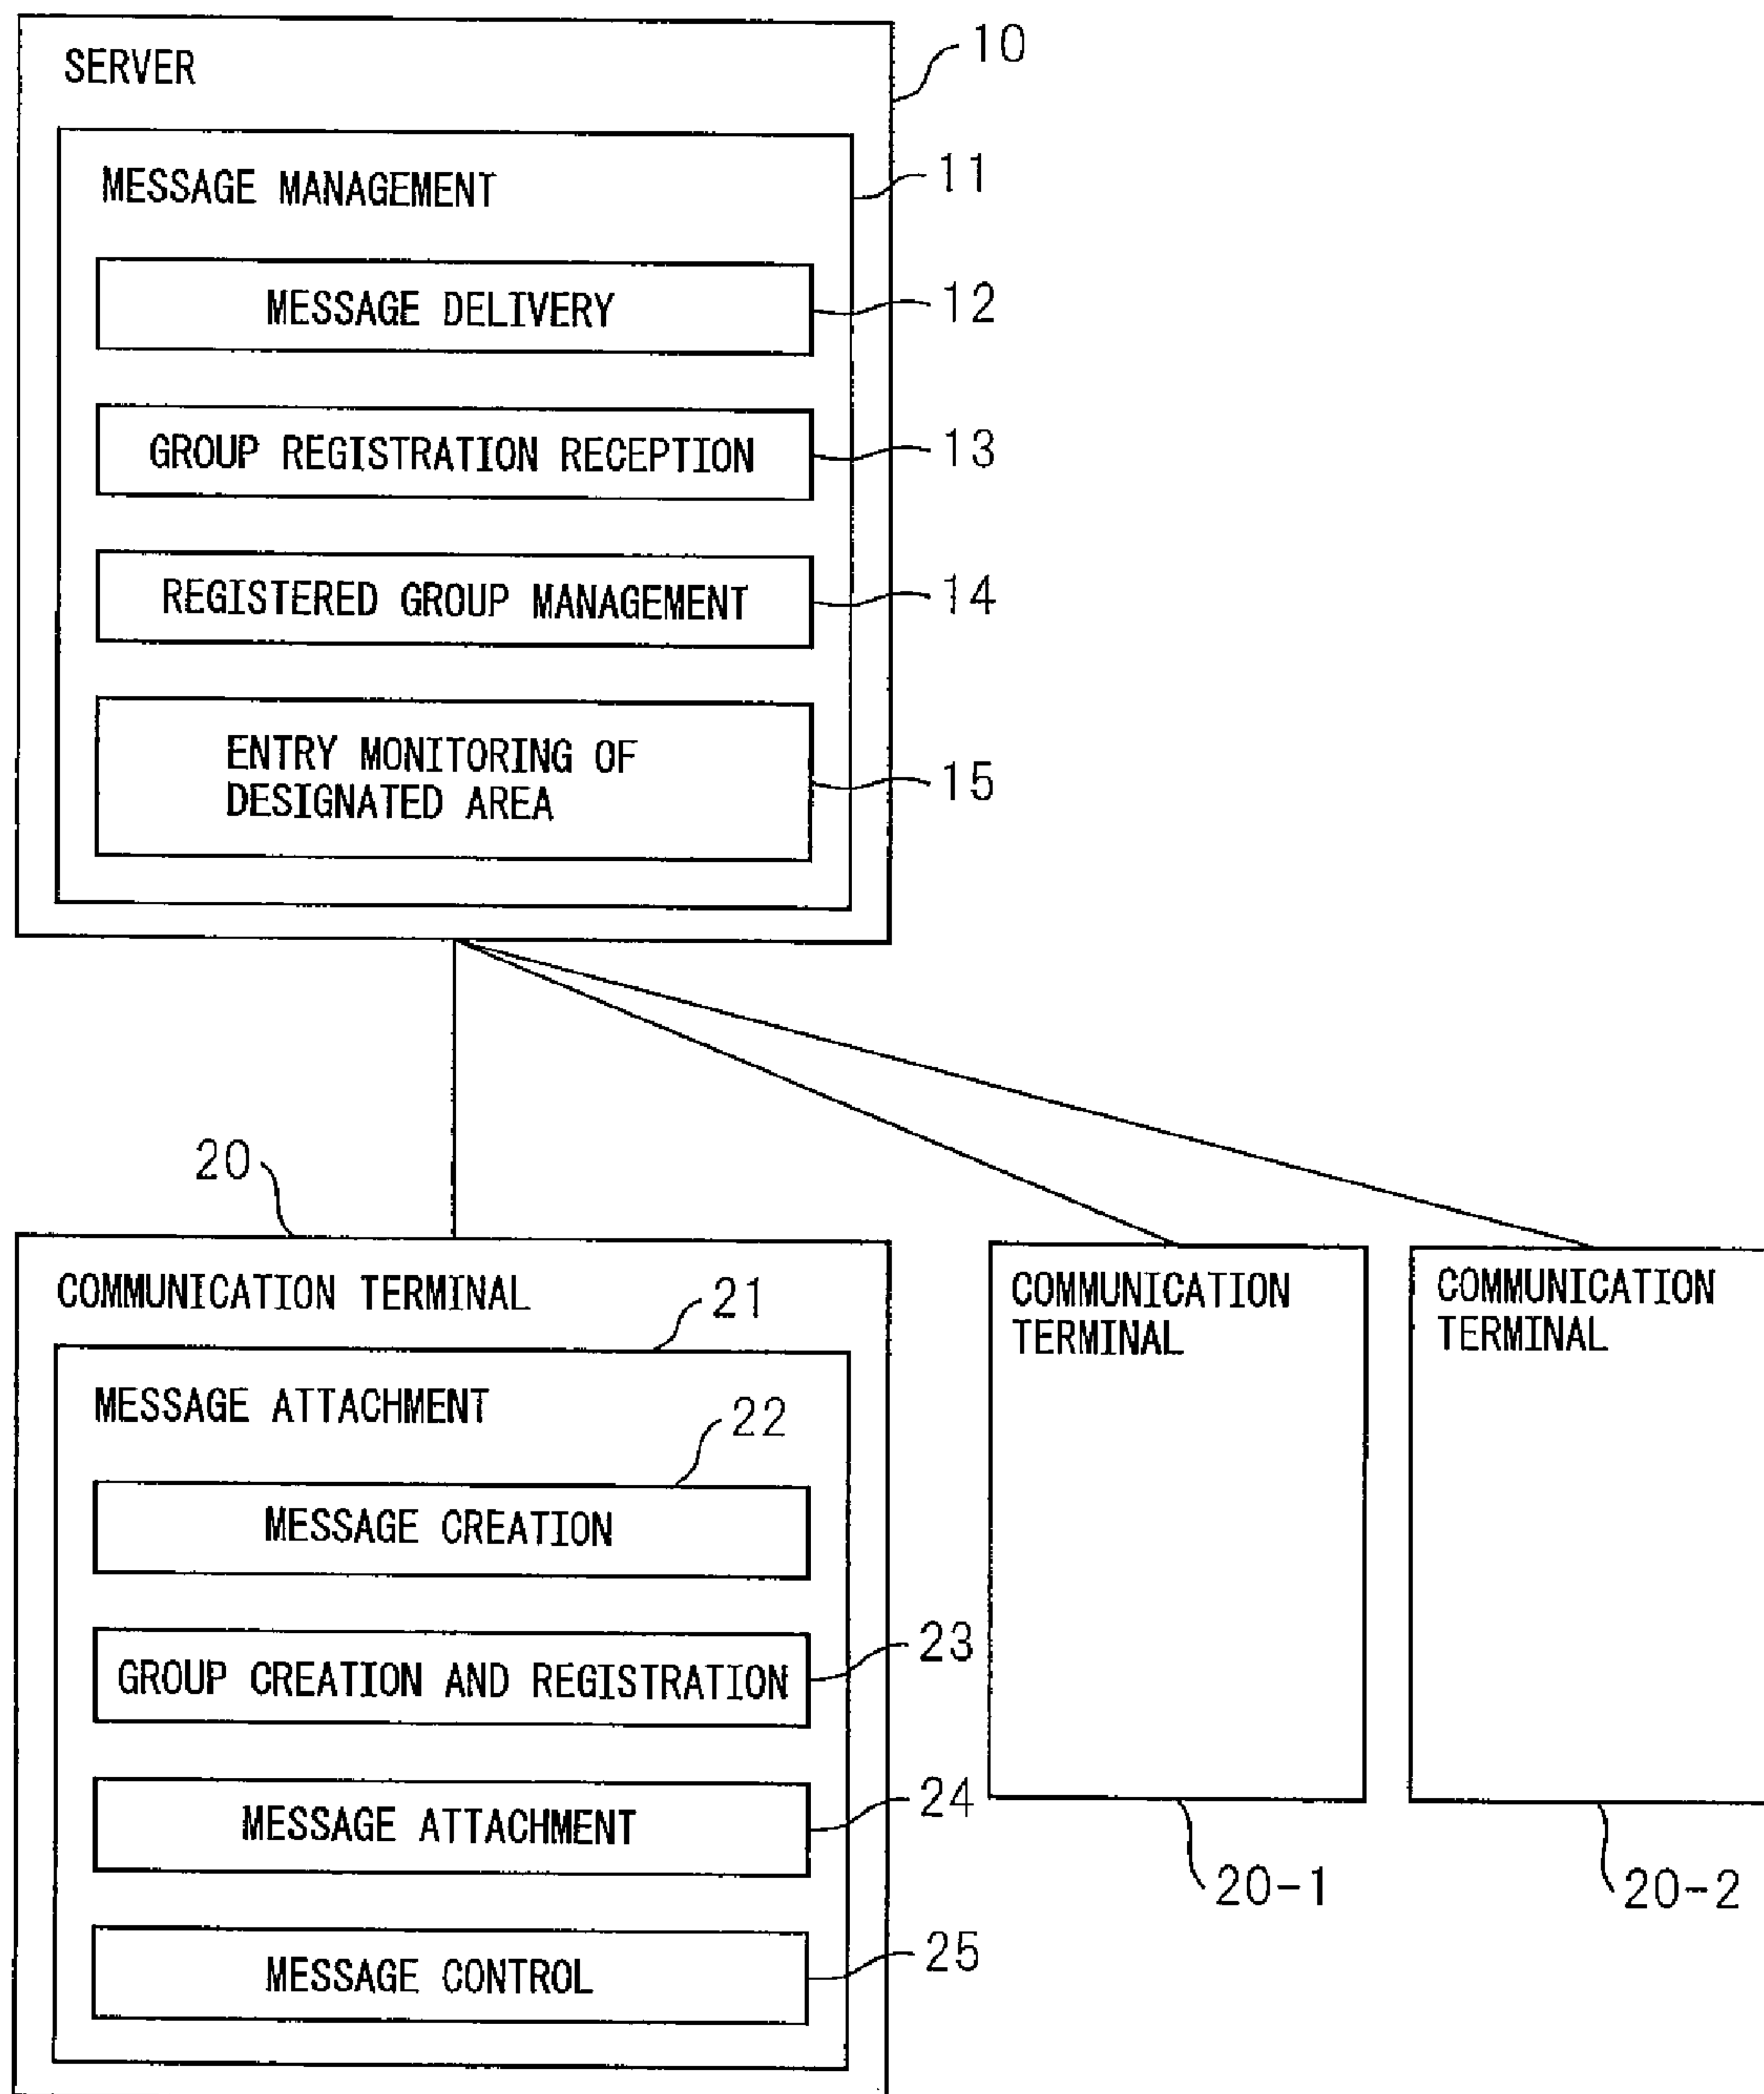 SERVER
10
MESSAGE MANAGEMENT
11
MESSAGE DELIVERY
12
GROUP REGISTRATION RECEPTION
13
REGISTERED GROUP MANAGEMENT
14
ENTRY MONITORING OF
DESIGNATED AREA
15
20
COMMUNICATION TERMINAL
21
MESSAGE ATTACHMENT
22
MESSAGE CREATION
GROUP CREATION AND REGISTRATION
23
MESSAGE ATTACHMENT
24
MESSAGE CONTROL
25
COMMUNICATION
TERMINAL
20-1
COMMUNICATION
TERMINAL
20-2